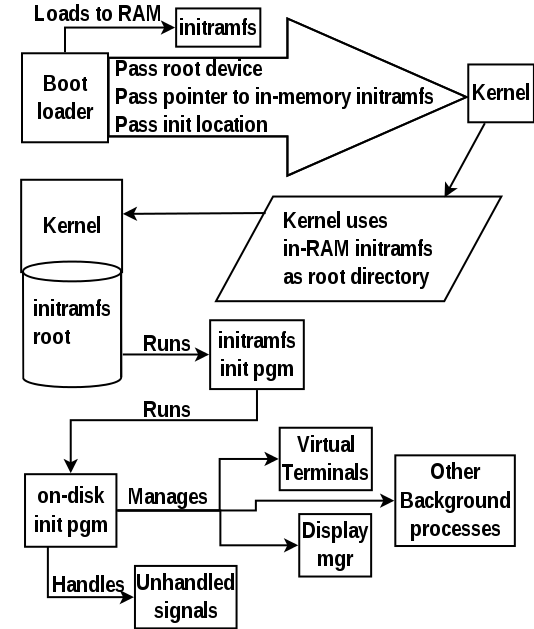 Loads to RAM
initramfs
Boot
loader
Pass root device
Pass pointer to in-memory initramfs
Pass init location
Kernel
Kernel uses
in-RAM initramfs
as root directory
Kernel
initramfs
root
Runs
initramfs
init pgm
Runs
on-disk
init pgm
Manages
Virtual
Terminals
Other
Background
processes
Display
mgr
Handles
Unhandled
signals